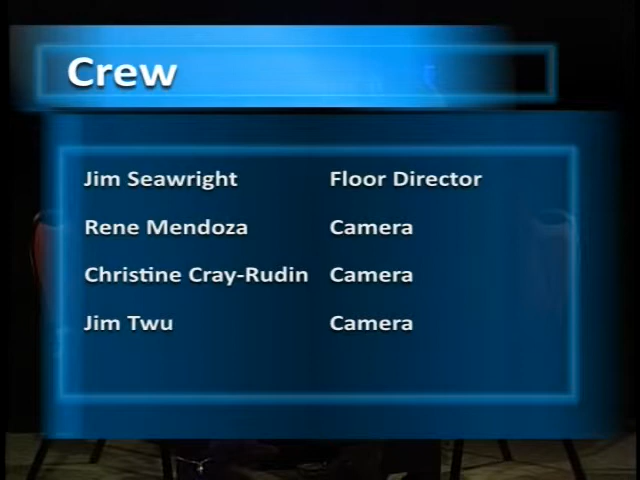 Crew
Jim Seawright Floor Director
Rene Mendoza Camera
Christine Cray-Rudin Camera
Jim Twu Camera